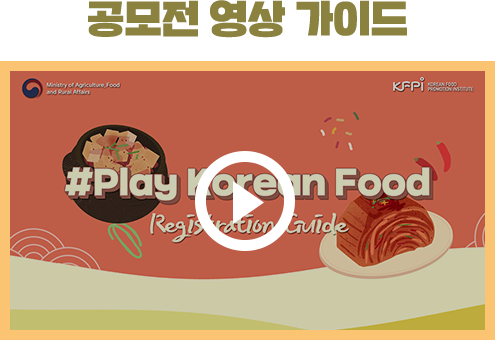 공모전 영상 가이드
Ministry of Agriculture, Food
and Rural Affairs
KFPI KOREAN FOOD
PROMOTION INSTITUTE
#Play Korean Food
Registration Guide